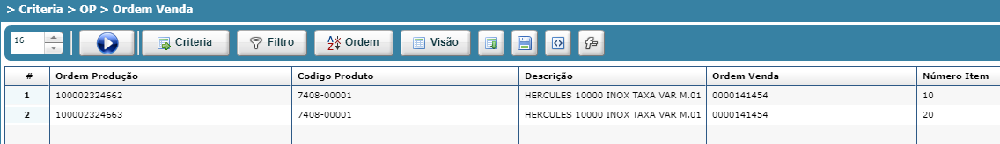 > Criteria > OP > Ordem Venda
16 Criteria Filtro Ordem Visão
# Ordem Produção Codigo Produto Descrição Ordem Venda Número Item
1 100002324662 7408-00001 HERCULES 10000 INOX TAXA VAR M.01 0000141454 10
2 100002324663 7408-00001 HERCULES 10000 INOX TAXA VAR M.01 0000141454 20